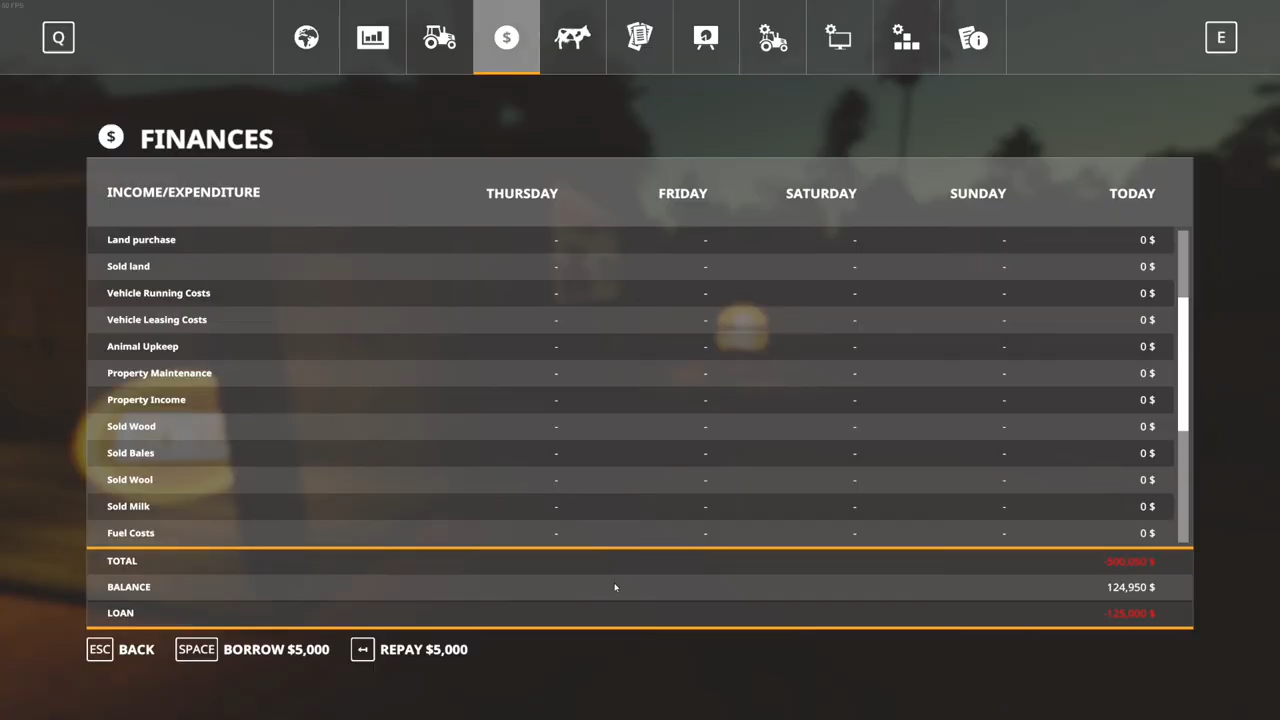 60 FPS
Q
$
E
$ FINANCES
INCOME/EXPENDITURE THURSDAY FRIDAY SATURDAY SUNDAY TODAY
Land purchase - - - - 0 $
Sold land - - - - 0 $
Vehicle Running Costs - - - - 0 $
Vehicle Leasing Costs - - - - 0 $
Animal Upkeep - - - - 0 $
Property Maintenance - - - - 0 $
Property Income - - - - 0 $
Sold Wood - - - - 0 $
Sold Bales - - - - 0 $
Sold Wool - - - - 0 $
Sold Milk - - - - 0 $
Fuel Costs - - - - 0 $
TOTAL
BALANCE 124,950 $
LOAN -125,000 $
ESC BACK SPACE BORROW $5,000 ↤ REPAY $5,000